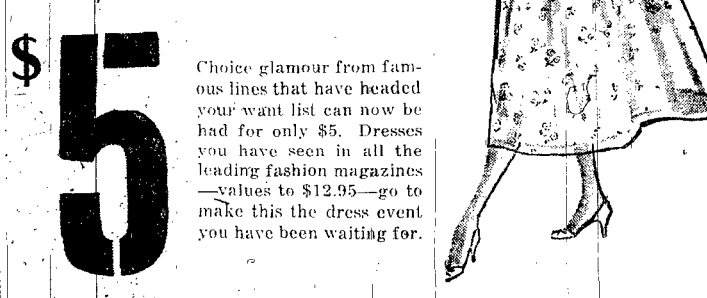 $5
Choice glamour from fam-
ous lines that have headed
your want list can now be
had for only $5. Dresses
you have seen in all the
leading fashion magazines
—values to $12.95—go to
make this the dress event
you have been waiting for.